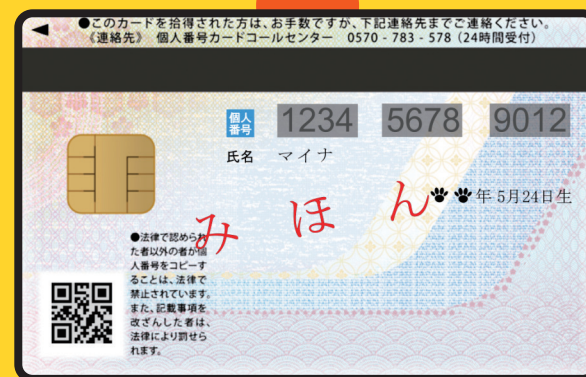 ●このカードを拾得された方は、お手数ですが、下記連絡先までご連絡ください。
《連絡先》 個人番号カードコールセンター 0570-783-578（24時間受付）
個人番号 1234 5678 9012
氏名 マイナ
みほん
年 5月24日生
●法律で認められ
た者以外の者が個
人番号をコピーす
ることは、法律で
禁止されています。
また、記載事項を
改ざんした者は、
法律により罰せら
れます。